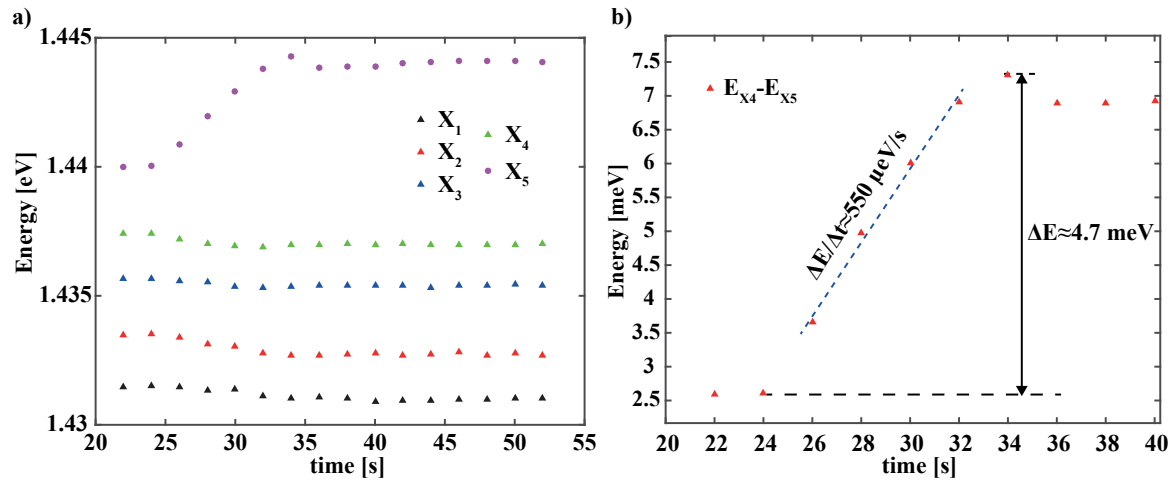 a)
1.445
1.44
1.435
1.43
Energy [eV]
20 25 30 35 40 45 50 55
time [s]
X₁
X₂
X₃
X₄
X₅
b)
7.5
7
6.5
6
5.5
5
4.5
4
3.5
3
2.5
2
Energy [meV]
20 22 24 26 28 30 32 34 36 38 40
time [s]
E_X4-E_X5
ΔE/Δt≈550 µeV/s
ΔE≈4.7 meV